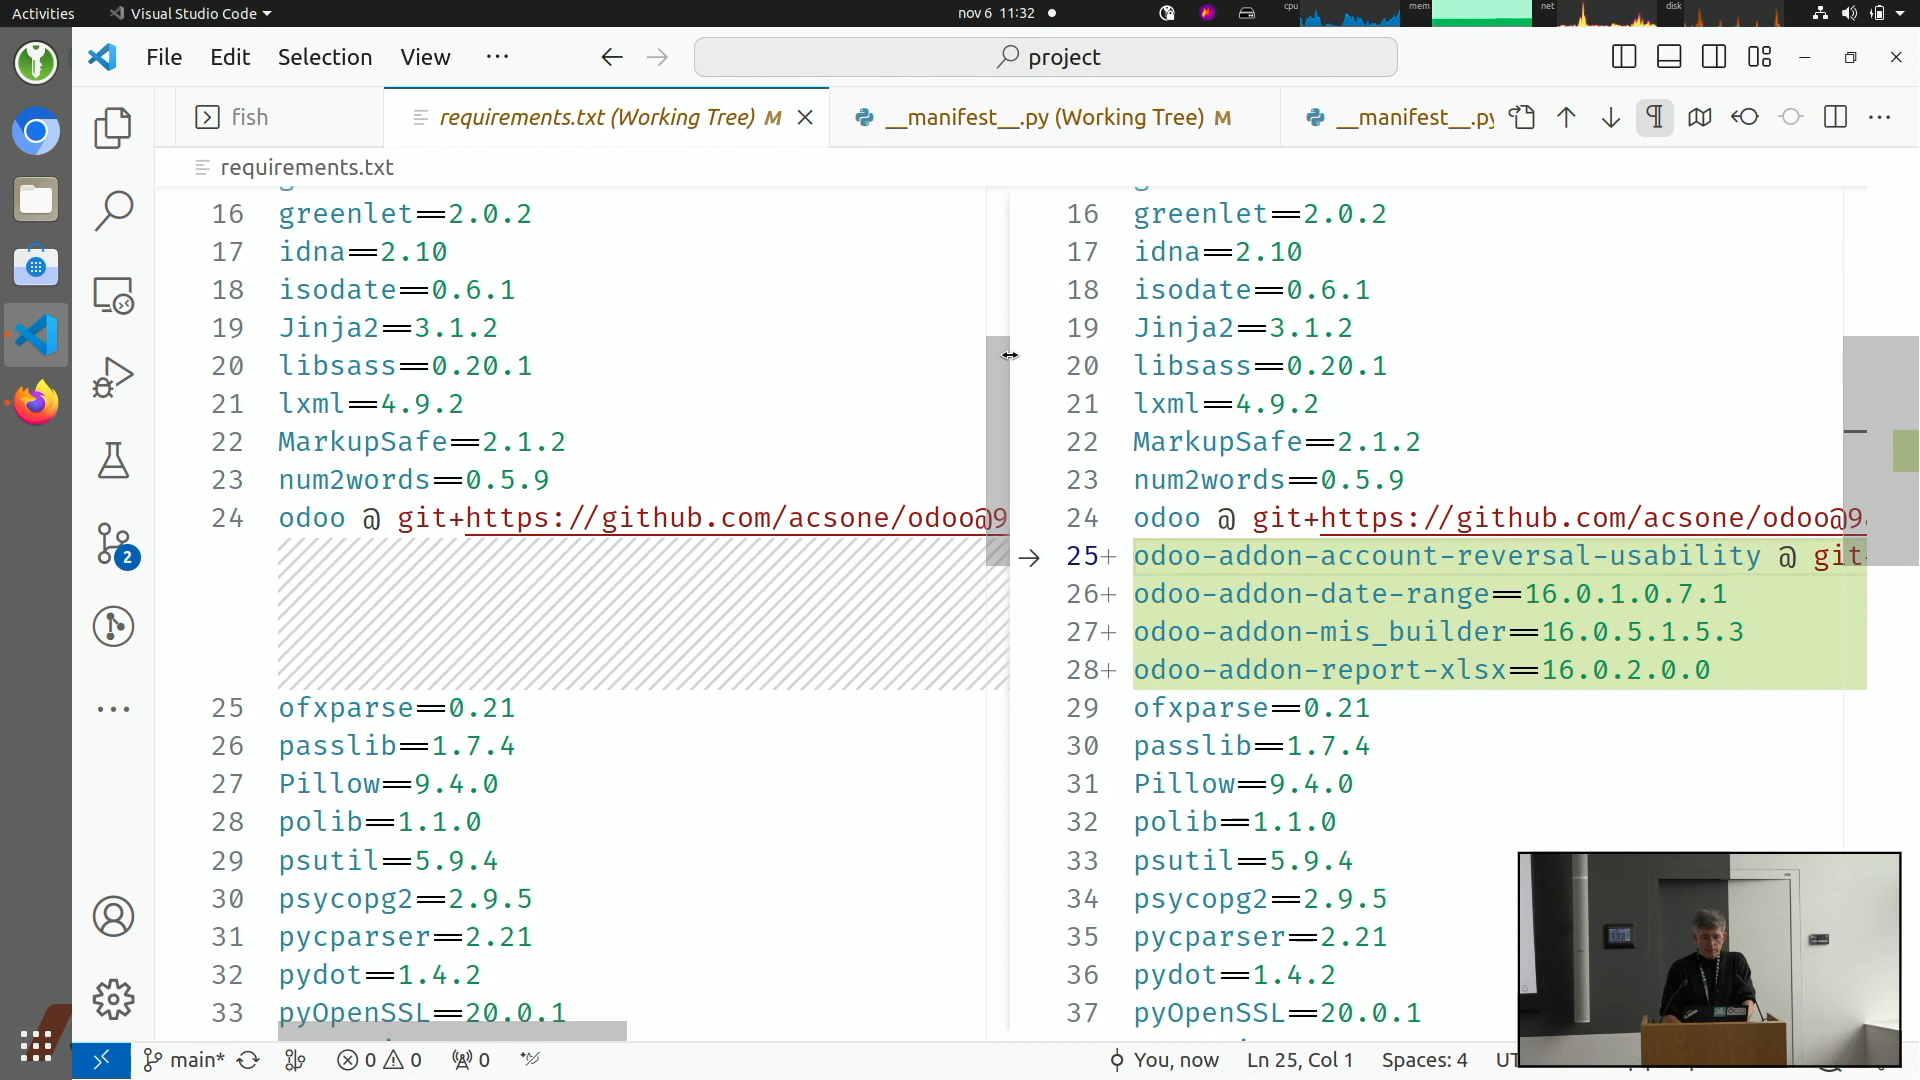 Activities
Visual Studio Code
nov 6 11:32
cpu
mem
net
disk
File
Edit
Selection
View
project
fish
requirements.txt (Working Tree) M
__manifest__.py (Working Tree) M
__manifest__.py
requirements.txt
16 greenlet==2.0.2
17 idna==2.10
18 isodate==0.6.1
19 Jinja2==3.1.2
20 libsass==0.20.1
21 lxml==4.9.2
22 MarkupSafe==2.1.2
23 num2words==0.5.9
24 odoo @ git+https://github.com/acsone/odoo@9
25 ofxparse==0.21
26 passlib==1.7.4
27 Pillow==9.4.0
28 polib==1.1.0
29 psutil==5.9.4
30 psycopg2==2.9.5
31 pycparser==2.21
32 pydot==1.4.2
33 pyOpenSSL==20.0.1
16 greenlet==2.0.2
17 idna==2.10
18 isodate==0.6.1
19 Jinja2==3.1.2
20 libsass==0.20.1
21 lxml==4.9.2
22 MarkupSafe==2.1.2
23 num2words==0.5.9
24 odoo @ git+https://github.com/acsone/odoo@9
25+ odoo-addon-account-reversal-usability @ git
26+ odoo-addon-date-range==16.0.1.0.7.1
27+ odoo-addon-mis_builder==16.0.5.1.5.3
28+ odoo-addon-report-xlsx==16.0.2.0.0
29 ofxparse==0.21
30 passlib==1.7.4
31 Pillow==9.4.0
32 polib==1.1.0
33 psutil==5.9.4
34 psycopg2==2.9.5
35 pycparser==2.21
36 pydot==1.4.2
37 pyOpenSSL==20.0.1
2
main*
0
0
0
You, now
Ln 25, Col 1
Spaces: 4
UT